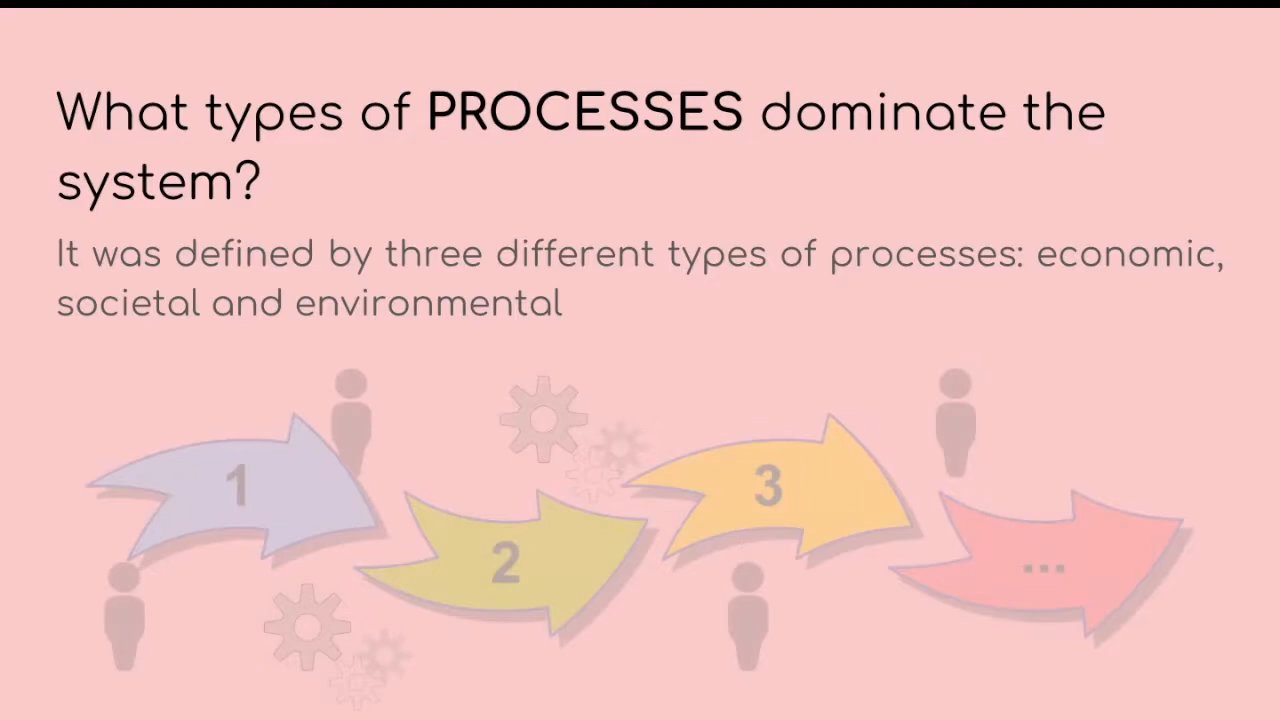 What types of PROCESSES dominate the
system?
It was defined by three different types of processes: economic,
societal and environmental
1
2
3
...